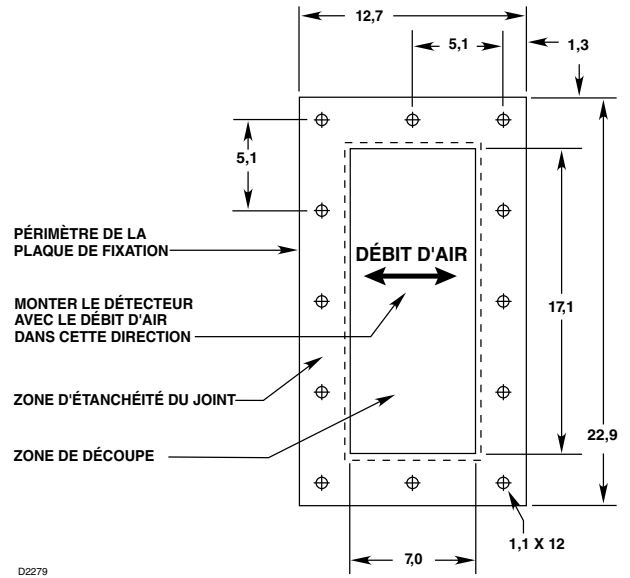 12,7
5,1
1,3
5,1
PÉRIMÈTRE DE LA
PLAQUE DE FIXATION
DÉBIT D'AIR
MONTER LE DÉTECTEUR
AVEC LE DÉBIT D'AIR
DANS CETTE DIRECTION
17,1
ZONE D'ÉTANCHÉITÉ DU JOINT
22,9
ZONE DE DÉCOUPE
1,1 X 12
7,0
D2279